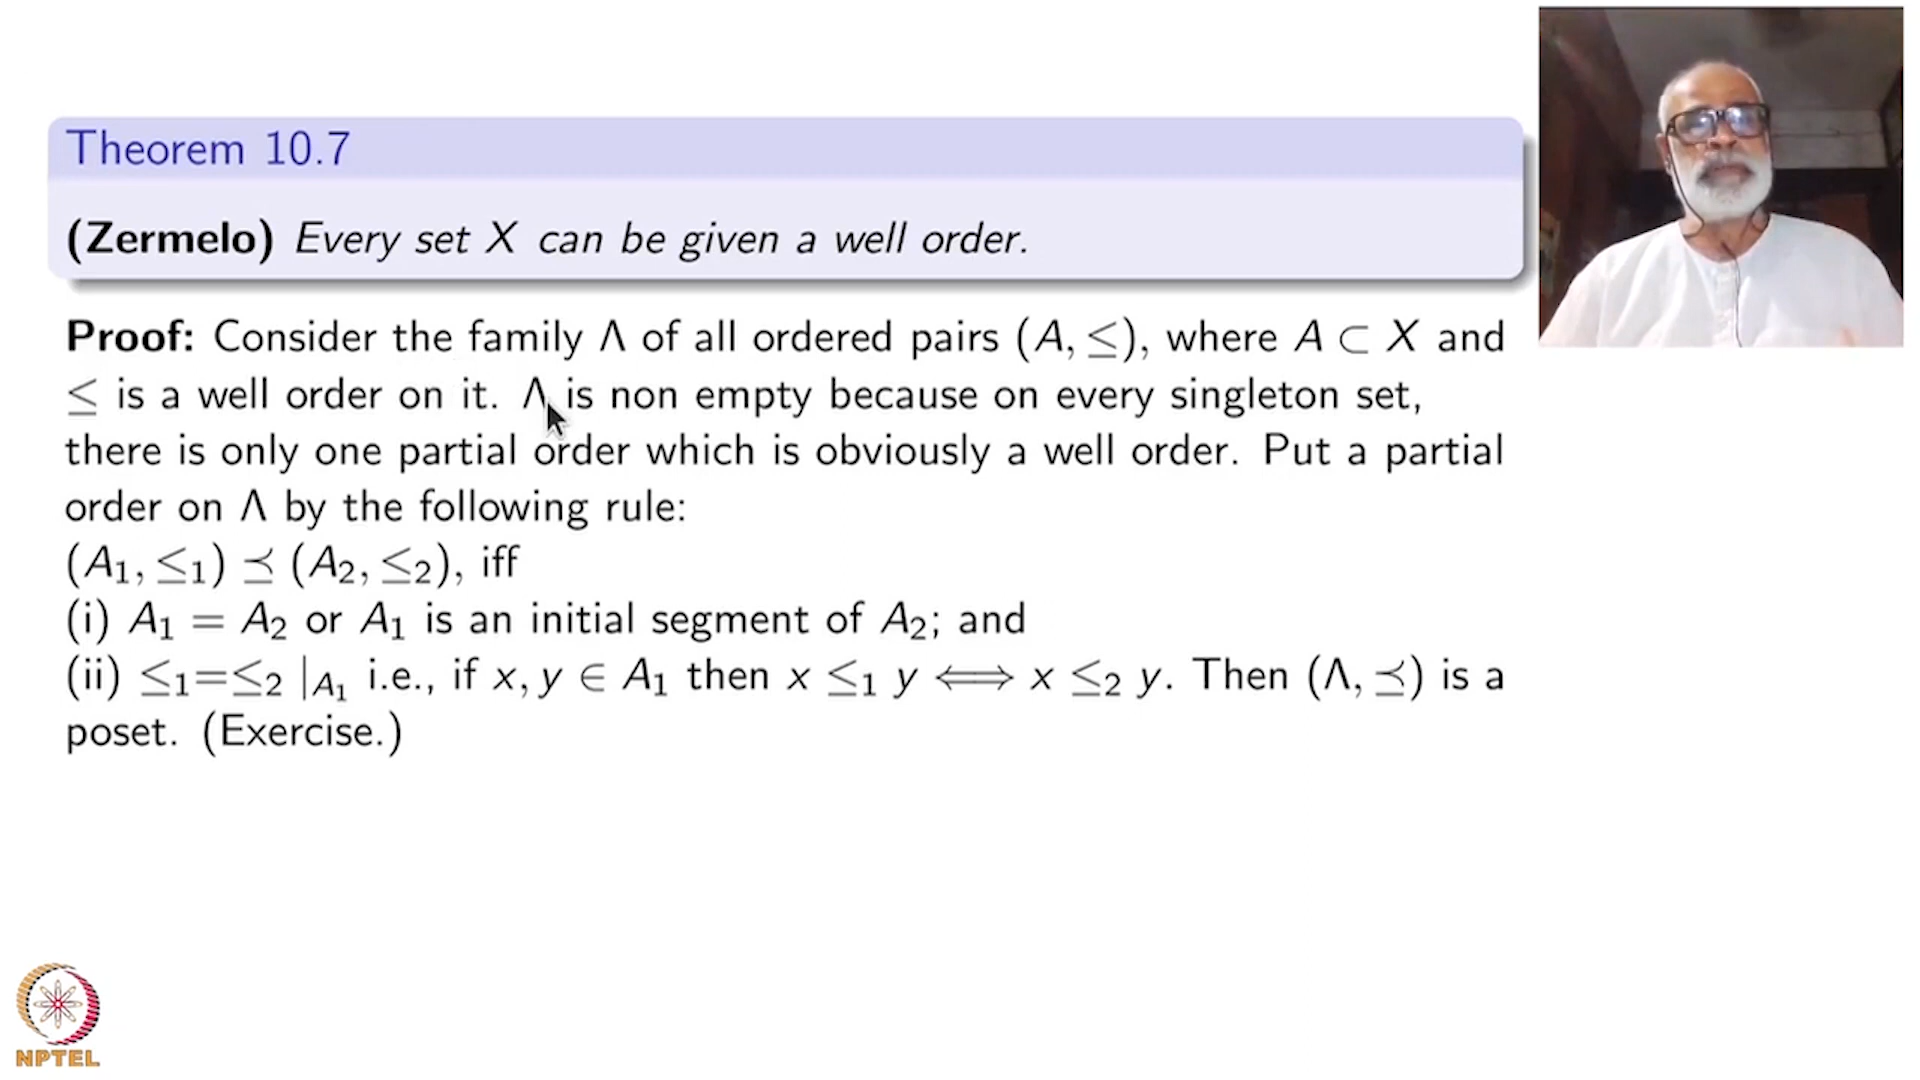 Theorem 10.7
(Zermelo) Every set X can be given a well order.
Proof: Consider the family Λ of all ordered pairs (A, ≤), where A ⊂ X and
≤ is a well order on it. Λ is non empty because on every singleton set,
there is only one partial order which is obviously a well order. Put a partial
order on Λ by the following rule:
(A₁, ≤₁) ⪯ (A₂, ≤₂), iff
(i) A₁ = A₂ or A₁ is an initial segment of A₂; and
(ii) ≤₁=≤₂ |A₁ i.e., if x, y ∈ A₁ then x ≤₁ y ⟺ x ≤₂ y. Then (Λ, ⪯) is a
poset. (Exercise.)
NPTEL